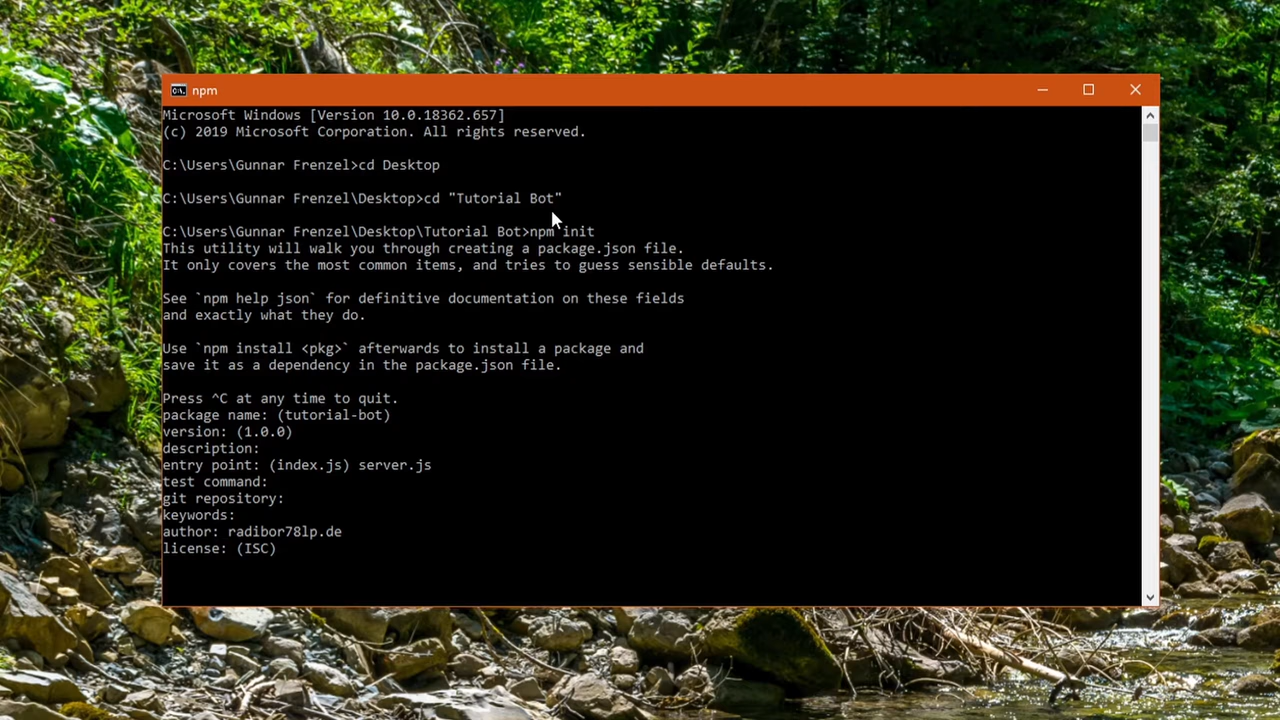 npm
Microsoft Windows [Version 10.0.18362.657]
(c) 2019 Microsoft Corporation. All rights reserved.
C:\Users\Gunnar Frenzel>cd Desktop
C:\Users\Gunnar Frenzel\Desktop>cd "Tutorial Bot"
C:\Users\Gunnar Frenzel\Desktop\Tutorial Bot>npm init
This utility will walk you through creating a package.json file.
It only covers the most common items, and tries to guess sensible defaults.
See `npm help json` for definitive documentation on these fields
and exactly what they do.
Use `npm install <pkg>` afterwards to install a package and
save it as a dependency in the package.json file.
Press ^C at any time to quit.
package name: (tutorial-bot)
version: (1.0.0)
description:
entry point: (index.js) server.js
test command:
git repository:
keywords:
author: radibor78lp.de
license: (ISC)